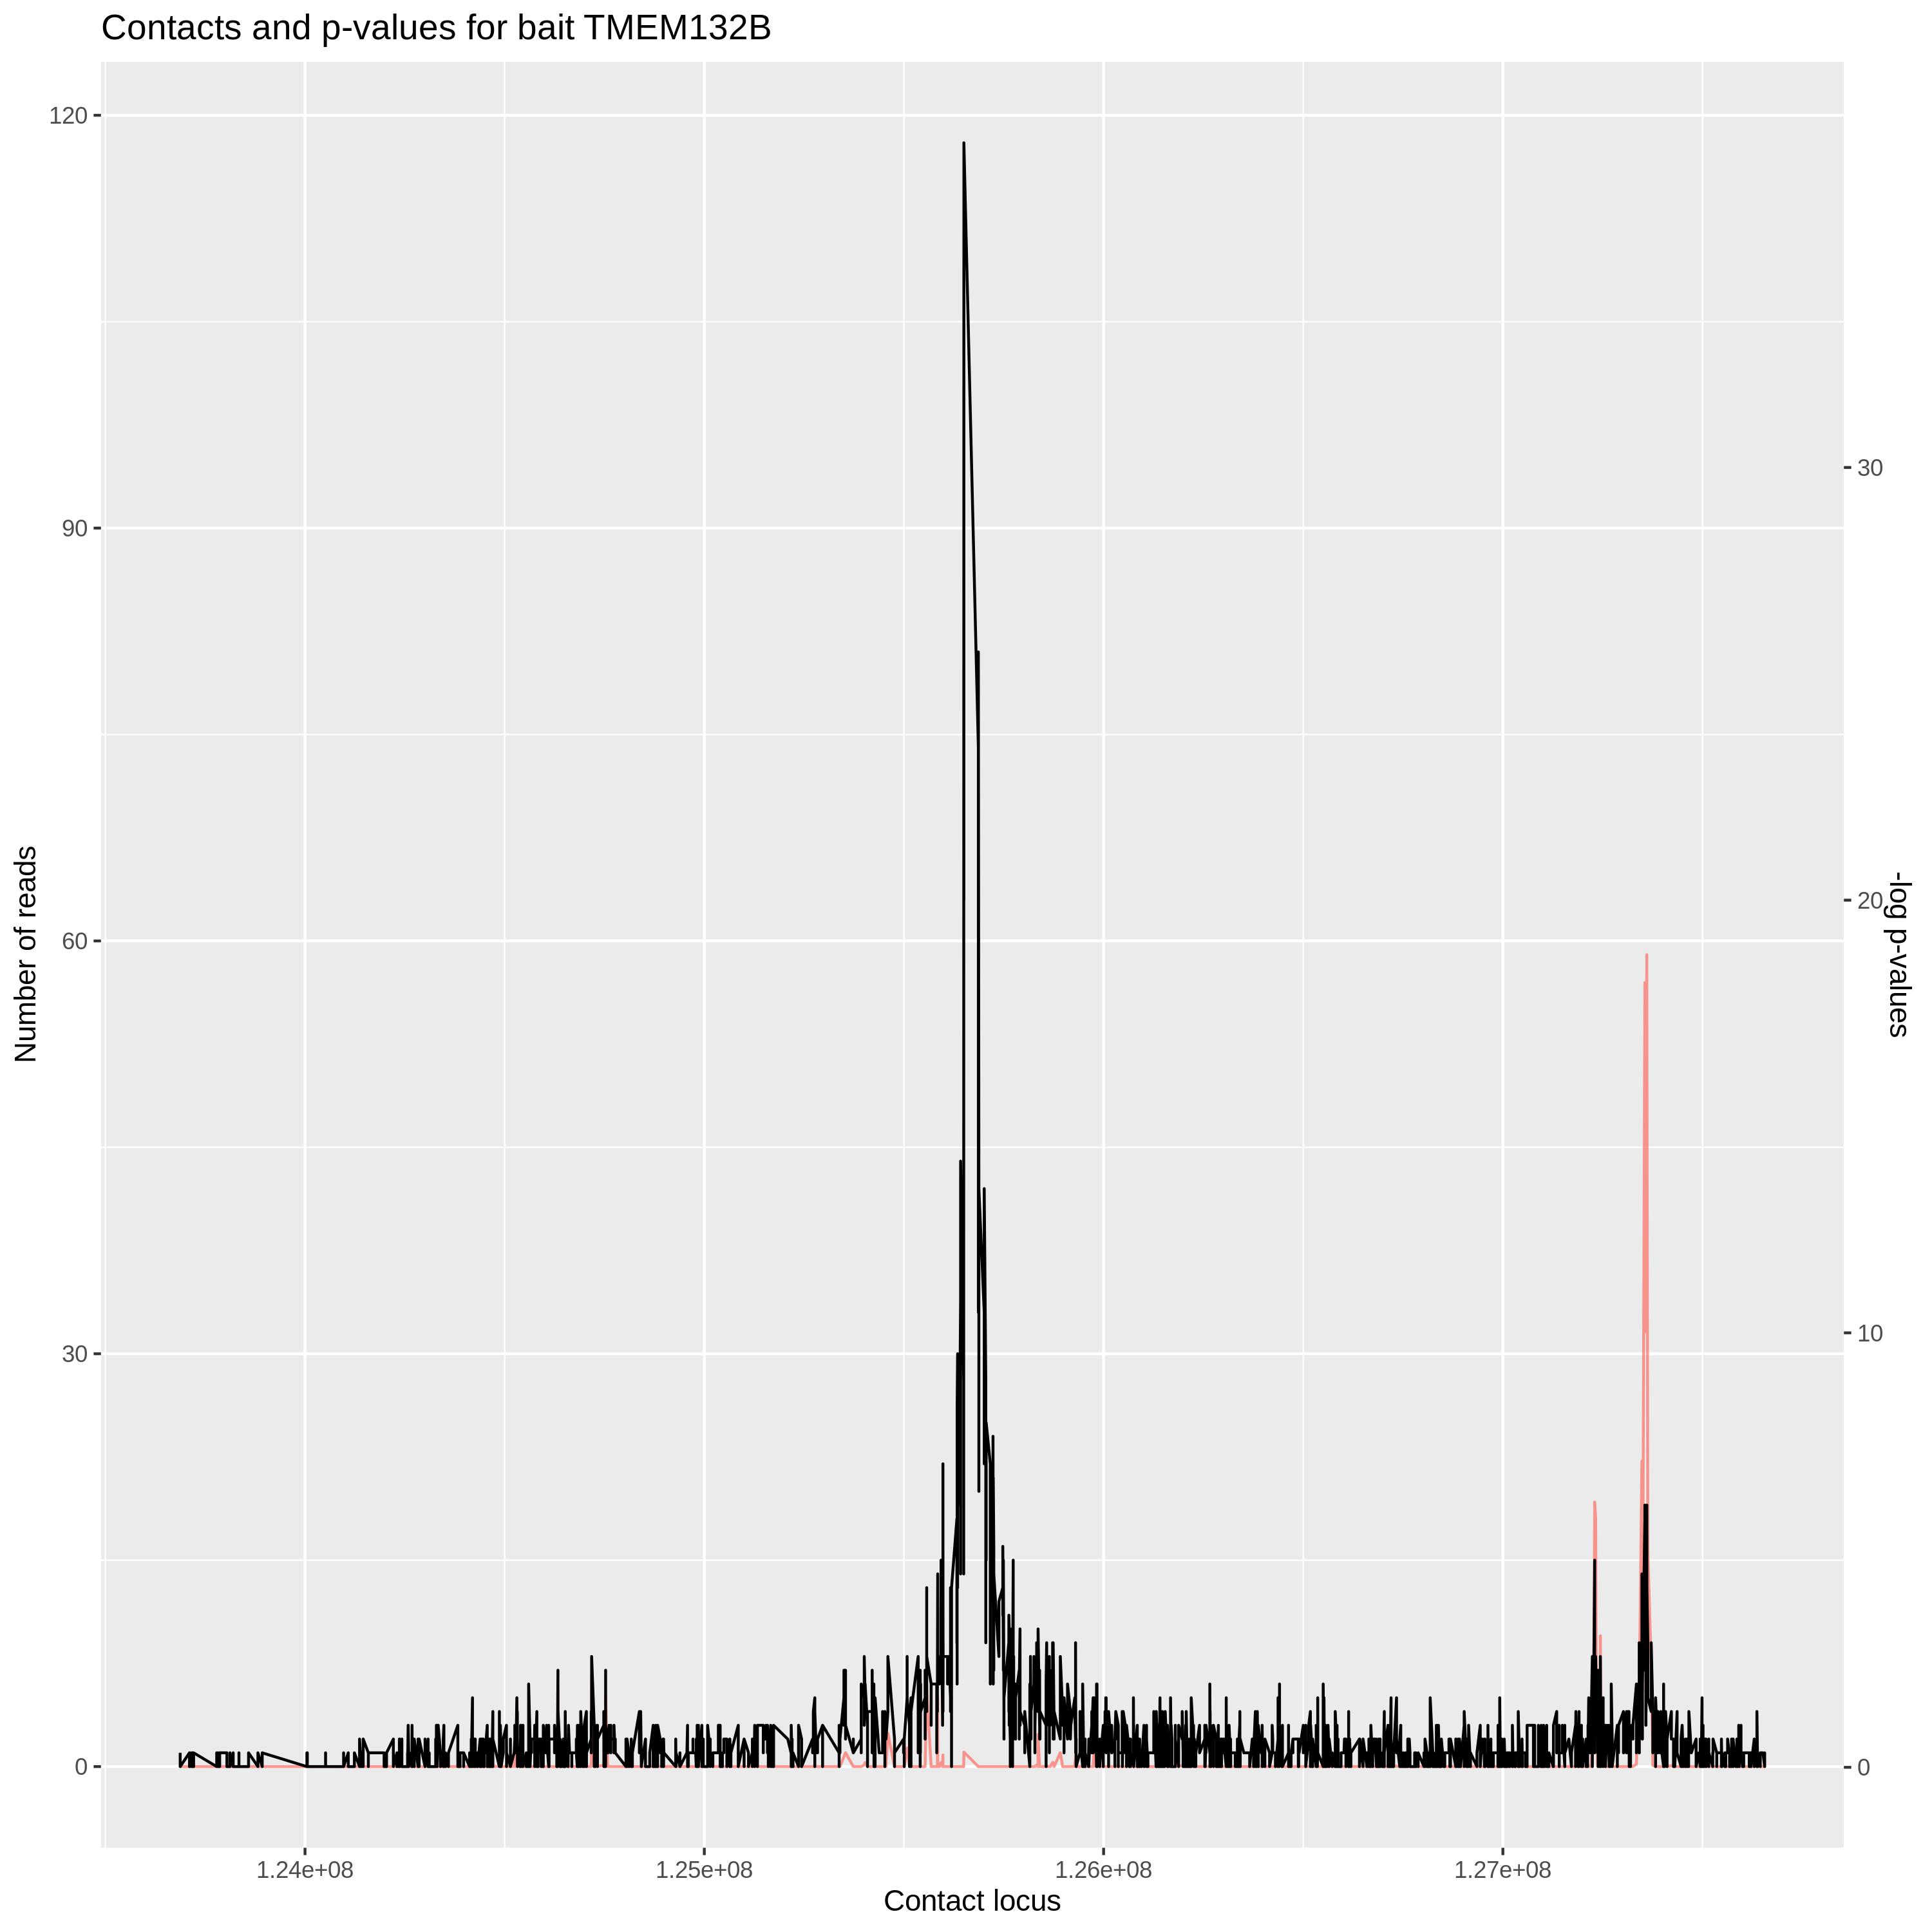 Contacts and p-values for bait TMEM132B
120
90
60
30
0
Number of reads
30
20
10
0
-log p-values
1.24e+08 1.25e+08 1.26e+08 1.27e+08
Contact locus